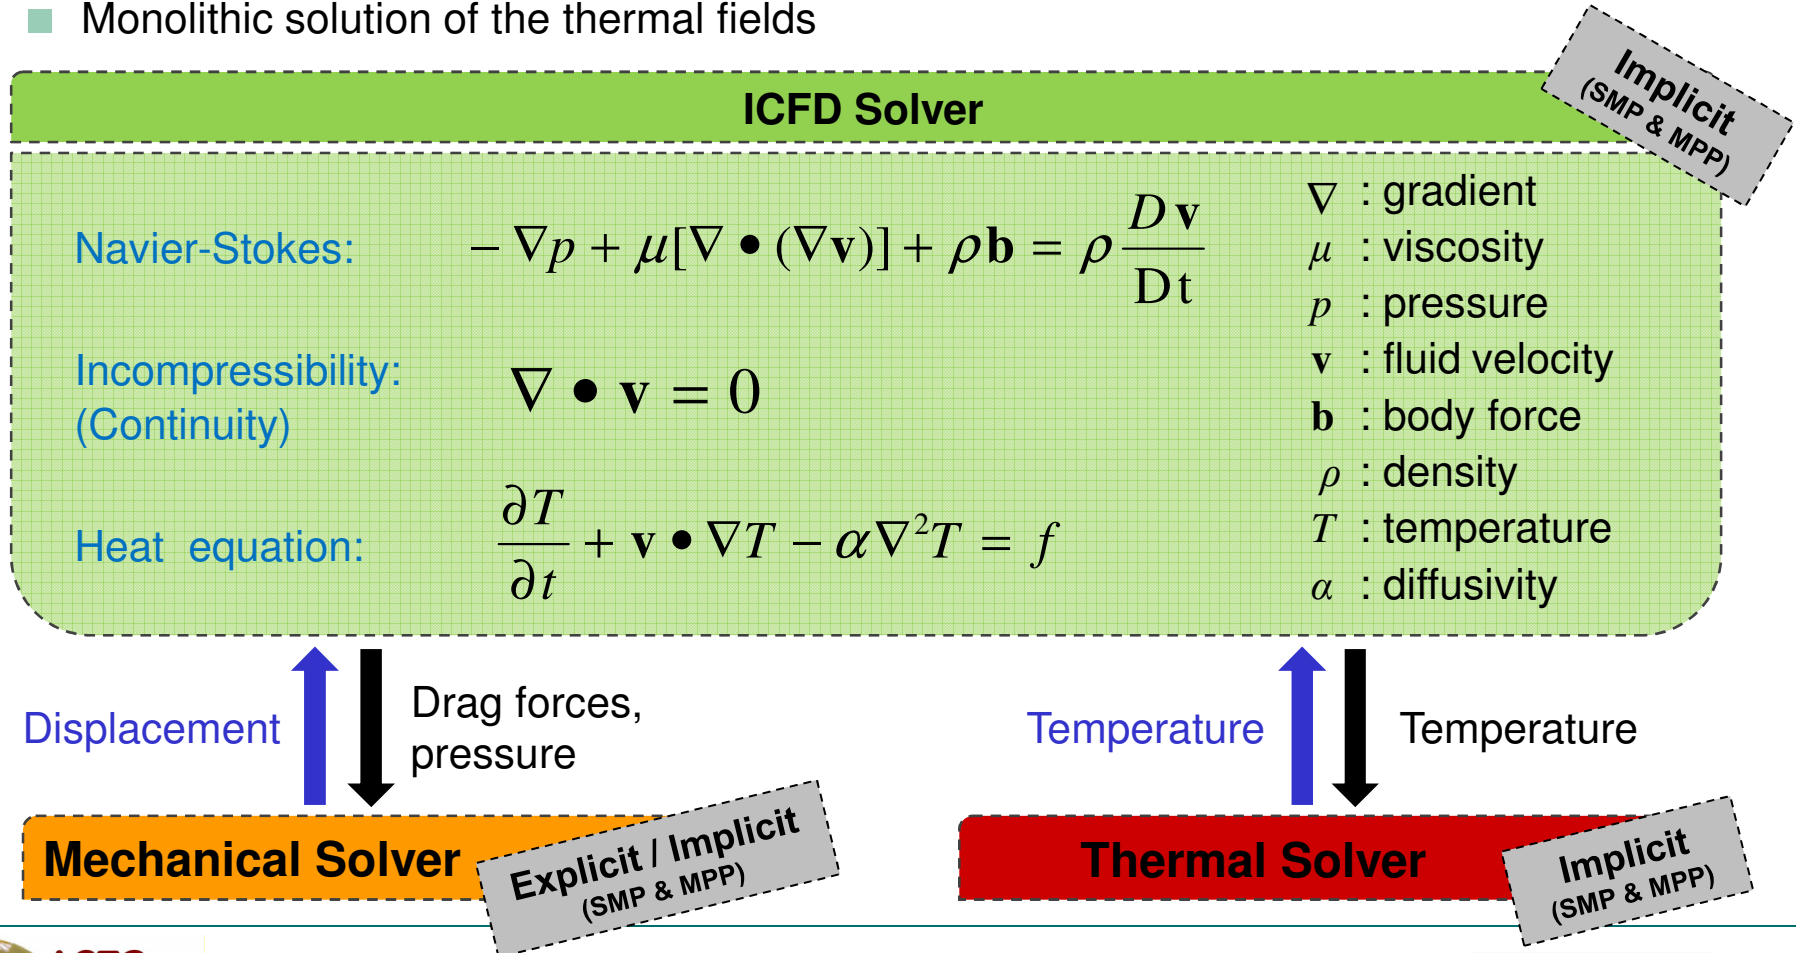 Monolithic solution of the thermal fields
Implicit
(SMP & MPP)
ICFD Solver
Navier-Stokes: − ∇p + μ[∇ • (∇v)] + ρb = ρ Dv/Dt
Incompressibility:
(Continuity)
∇ • v = 0
Heat equation: ∂T/∂t + v • ∇T − α∇²T = f
∇ : gradient
μ : viscosity
p : pressure
v : fluid velocity
b : body force
ρ : density
T : temperature
α : diffusivity
Displacement
Drag forces,
pressure
Temperature
Temperature
Mechanical Solver
Explicit / Implicit
(SMP & MPP)
Thermal Solver
Implicit
(SMP & MPP)